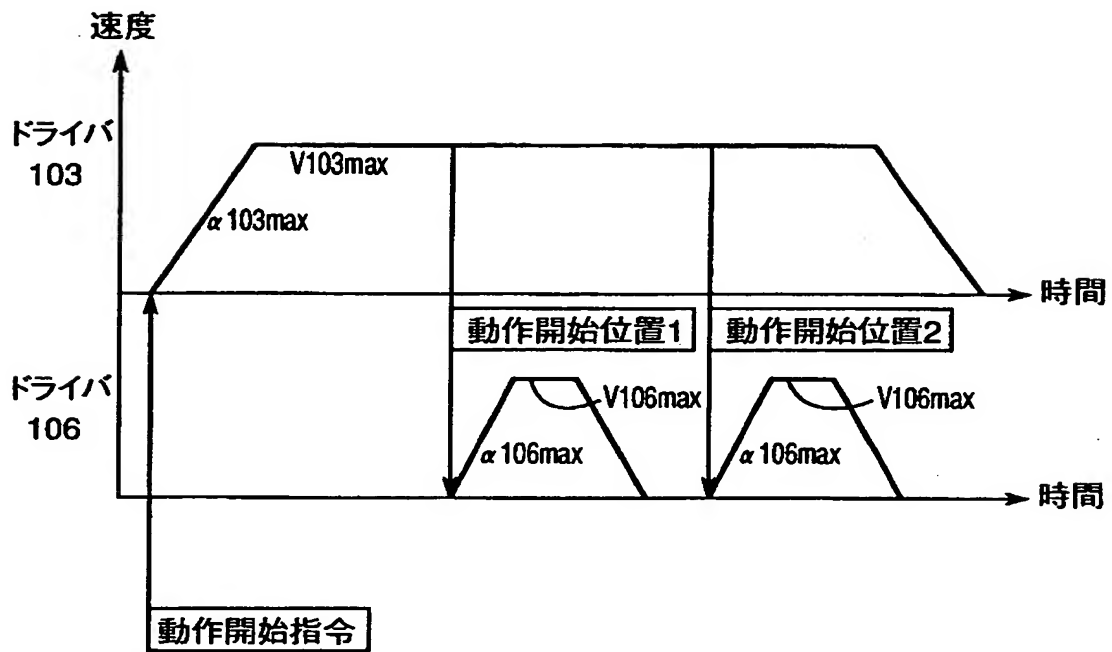 速度
ドライバ
103
V103max
α103max
時間
動作開始位置1
動作開始位置2
ドライバ
106
V106max
V106max
α106max
α106max
時間
動作開始指令